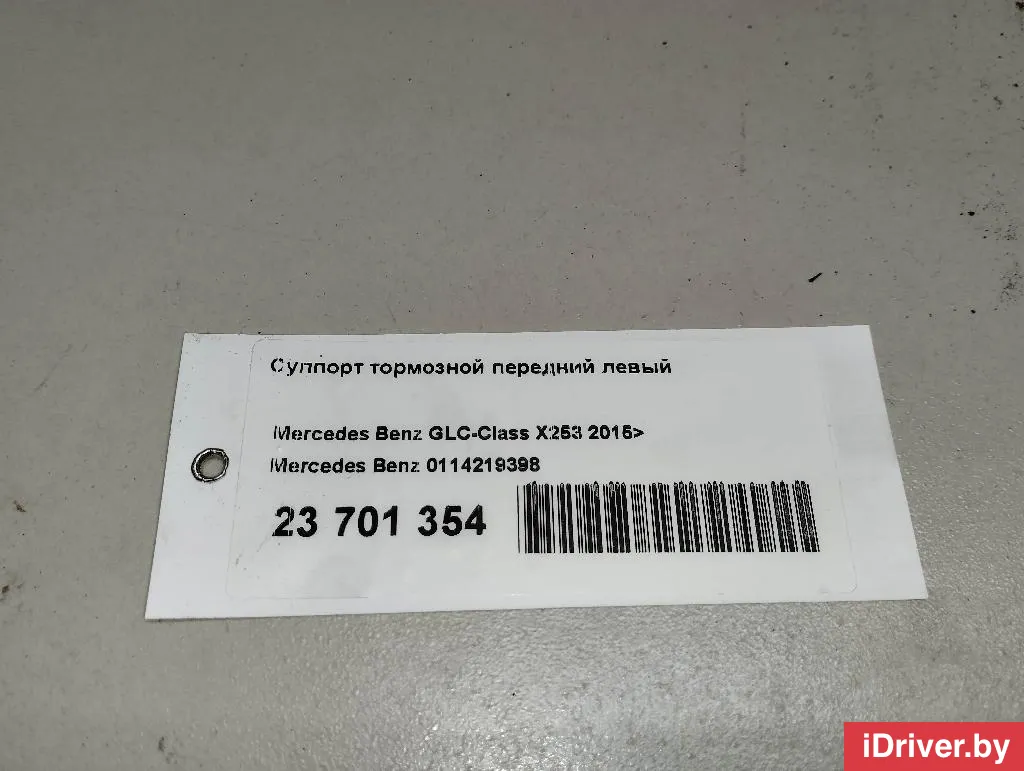 Суппорт тормозной передний левый
Mercedes Benz GLC-Class X253 2015>
Mercedes Benz 0114219398
23 701 354
iDriver.by